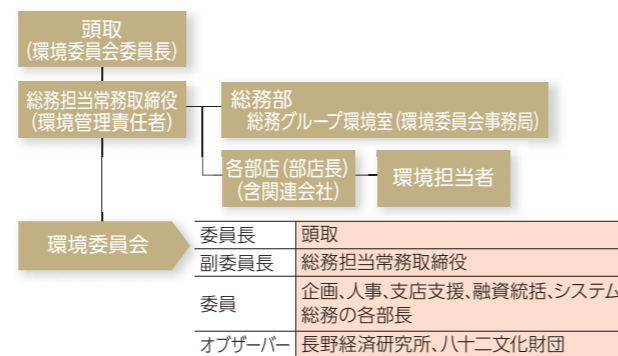 頭取
(環境委員会委員長)
総務担当常務取締役
(環境管理責任者)
総務部
総務グループ環境室(環境委員会事務局)
各部店(部店長)
(含関連会社)
環境担当者
環境委員会
委員長 頭取
副委員長 総務担当常務取締役
委員 企画、人事、支店支援、融資統括、システム
総務の各部長
オブザーバー 長野経済研究所、八十二文化財団